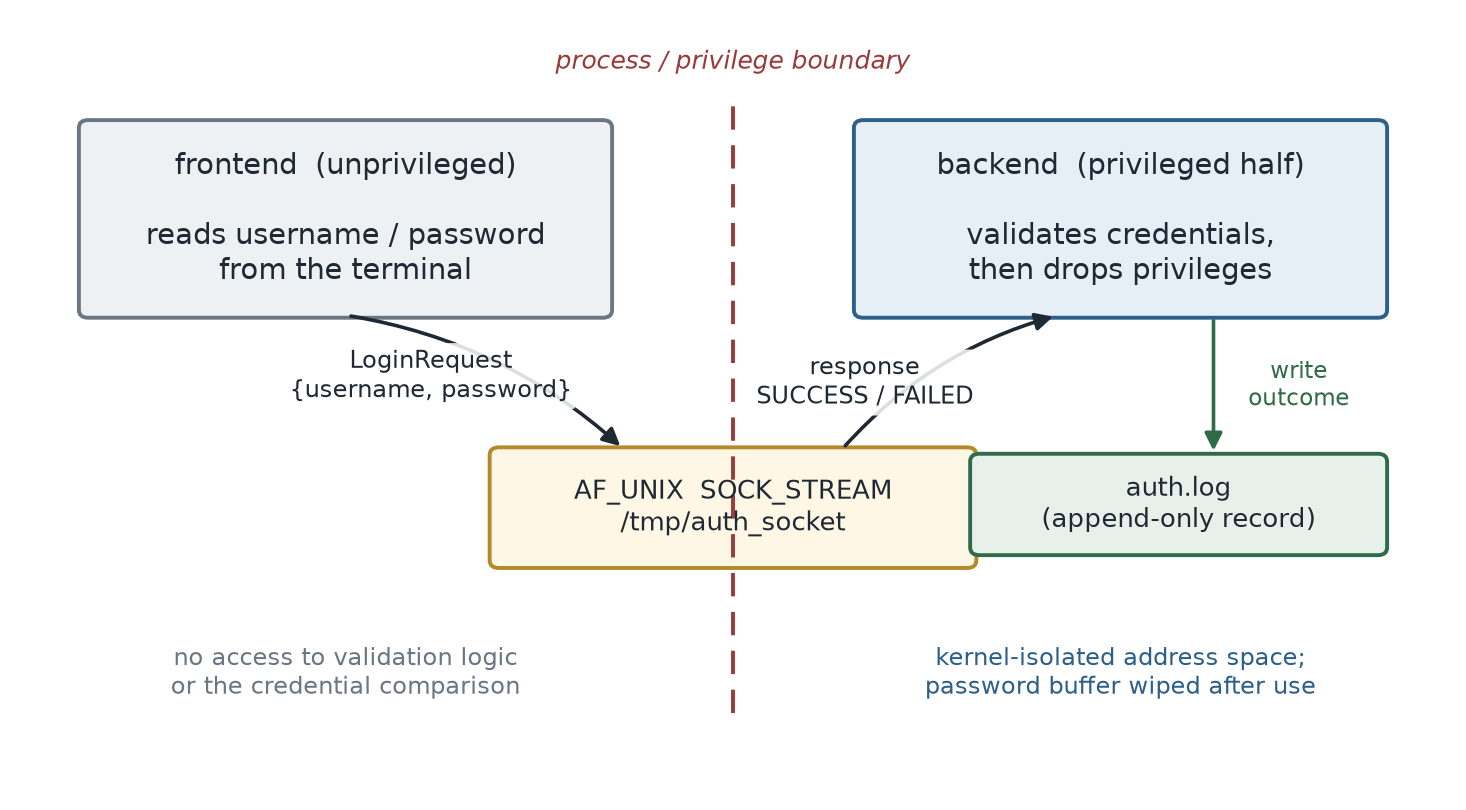 process / privilege boundary
frontend  (unprivileged)
reads username / password
from the terminal
backend  (privileged half)
validates credentials,
then drops privileges
LoginRequest
{username, password}
response
SUCCESS / FAILED
write
outcome
AF_UNIX  SOCK_STREAM
/tmp/auth_socket
auth.log
(append-only record)
no access to validation logic
or the credential comparison
kernel-isolated address space;
password buffer wiped after use